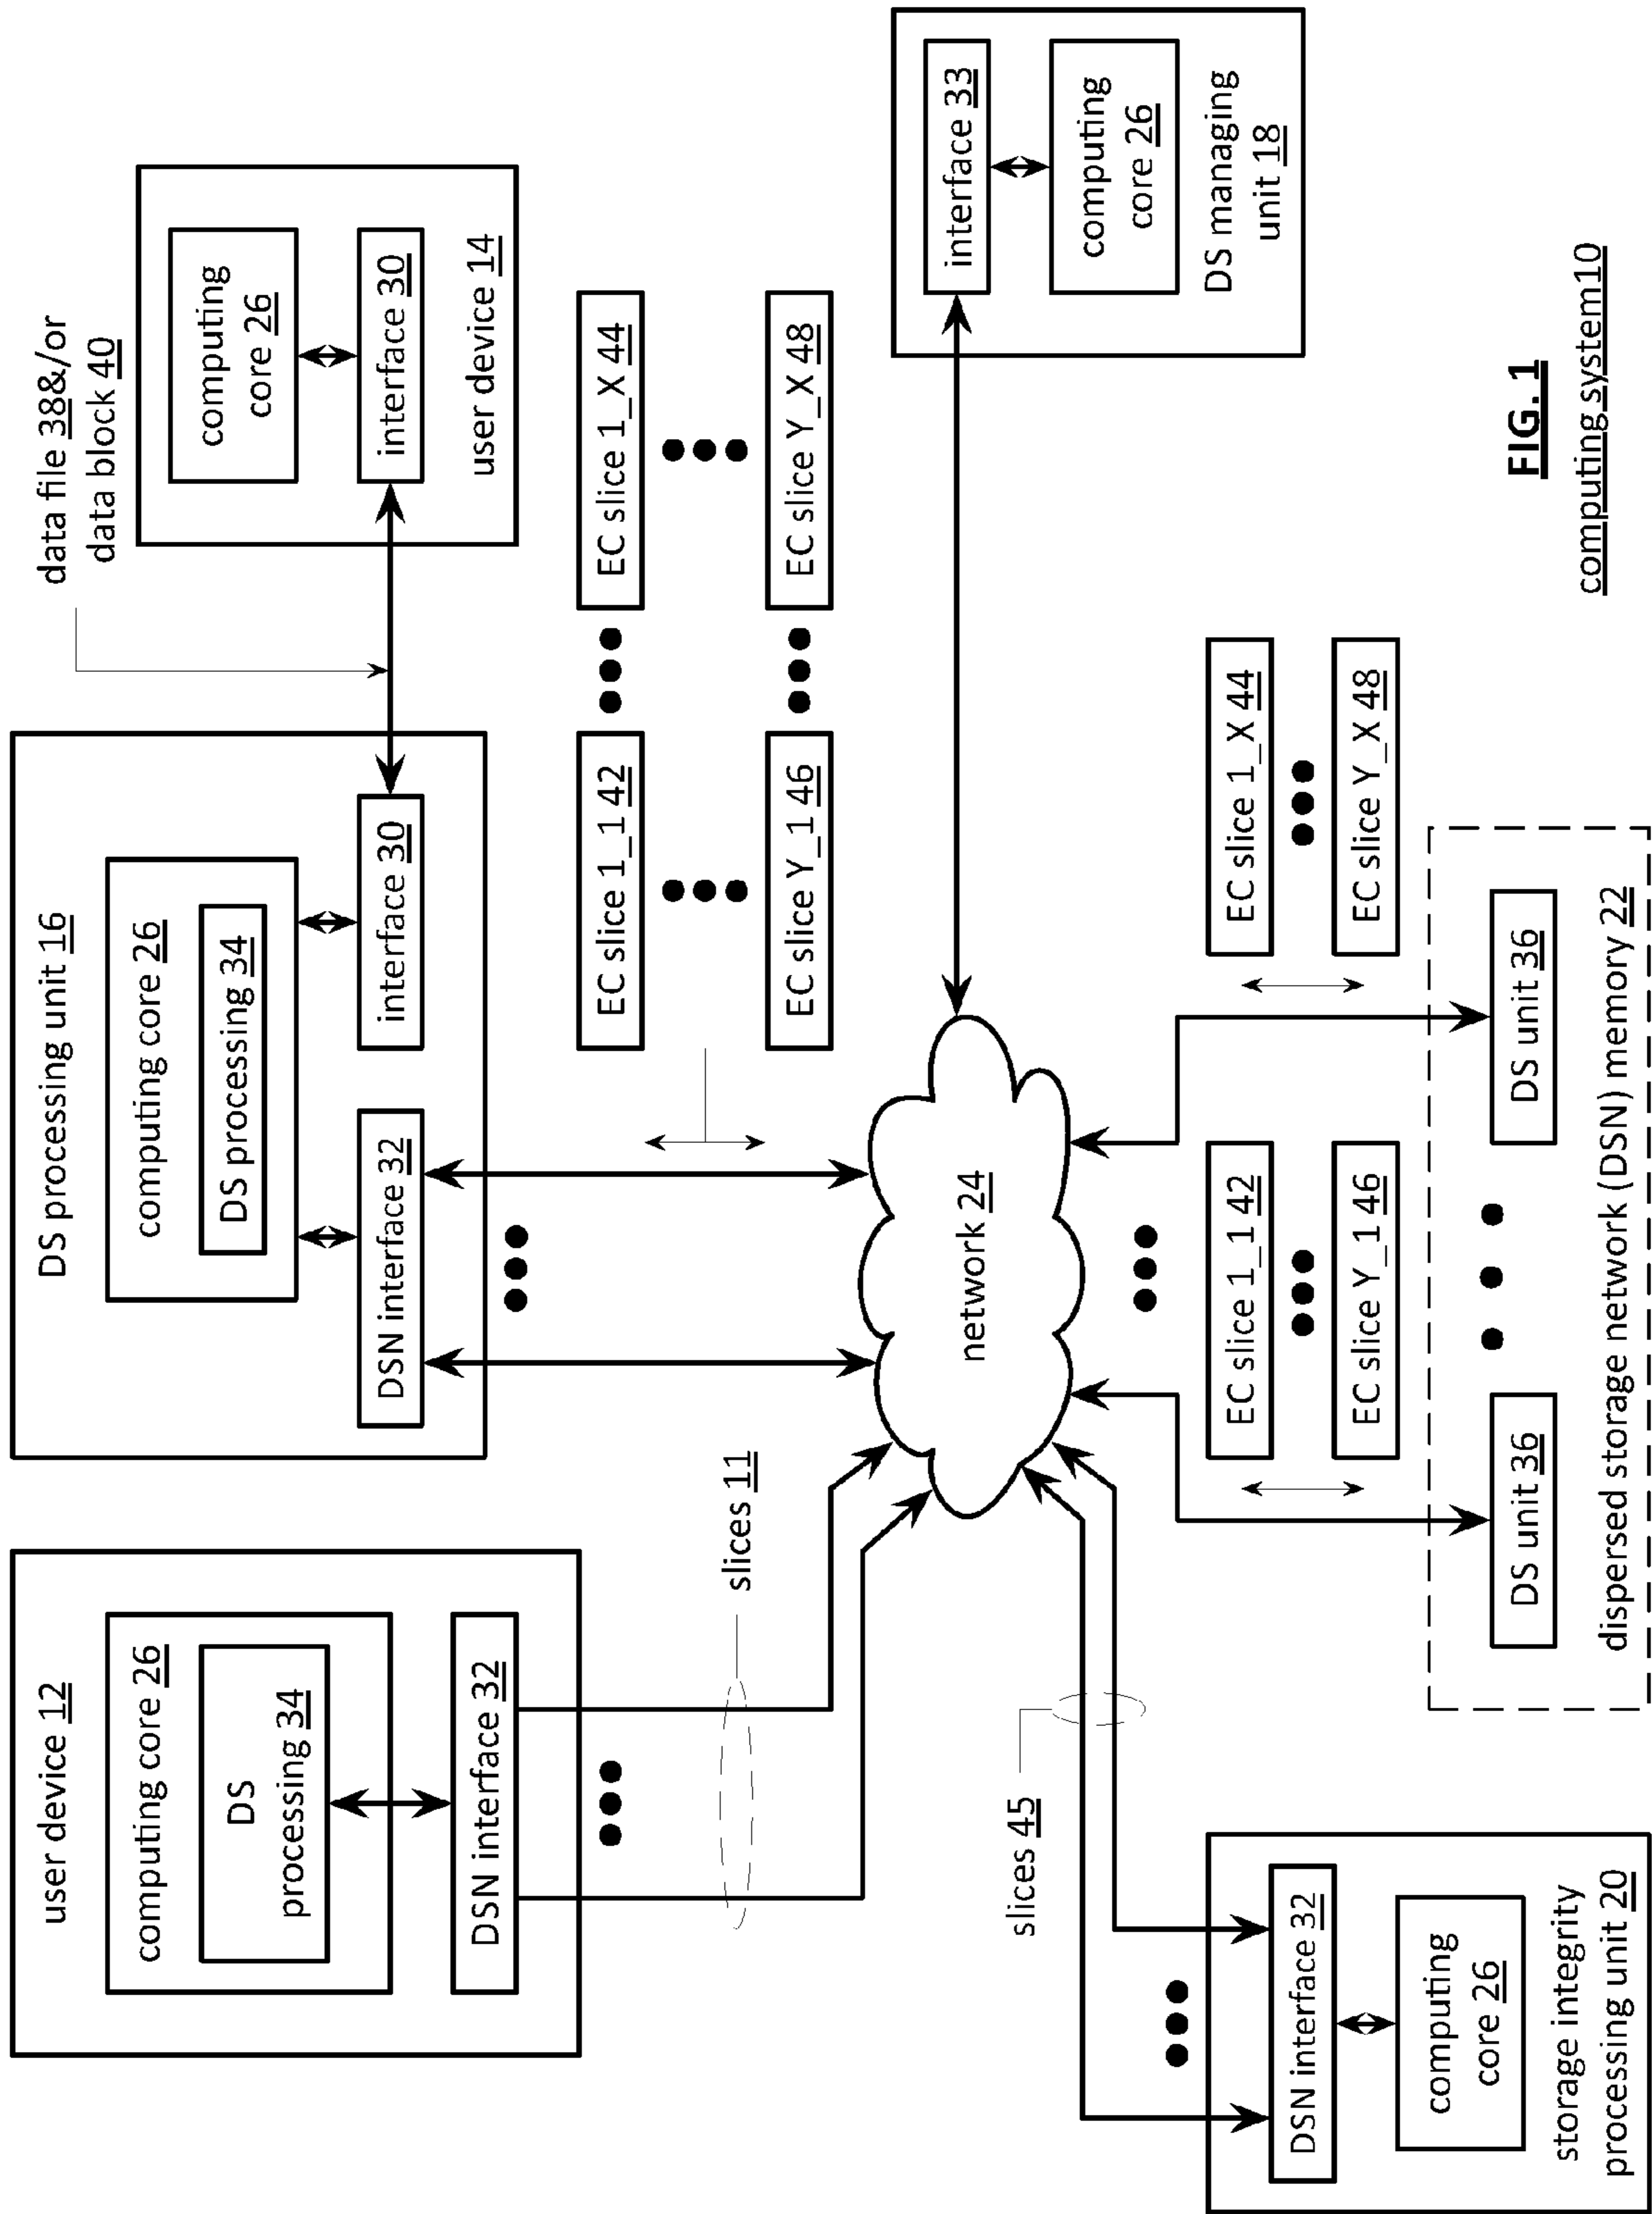 user device 12
computing core 26
DS
processing 34
DSN interface 32
slices 11
DS processing unit 16
computing core 26
DS processing 34
DSN interface 32
interface 30
data file 38&/or
data block 40
computing
core 26
interface 30
user device 14
EC slice 1_1 42
EC slice 1_X 44
EC slice Y_1 46
EC slice Y_X 48
network 24
interface 33
computing
core 26
DS managing
unit 18
slices 45
DSN interface 32
computing
core 26
storage integrity
processing unit 20
EC slice 1_1 42
EC slice 1_X 44
EC slice Y_1 46
EC slice Y_X 48
DS unit 36
DS unit 36
dispersed storage network (DSN) memory 22
FIG. 1
computing system10